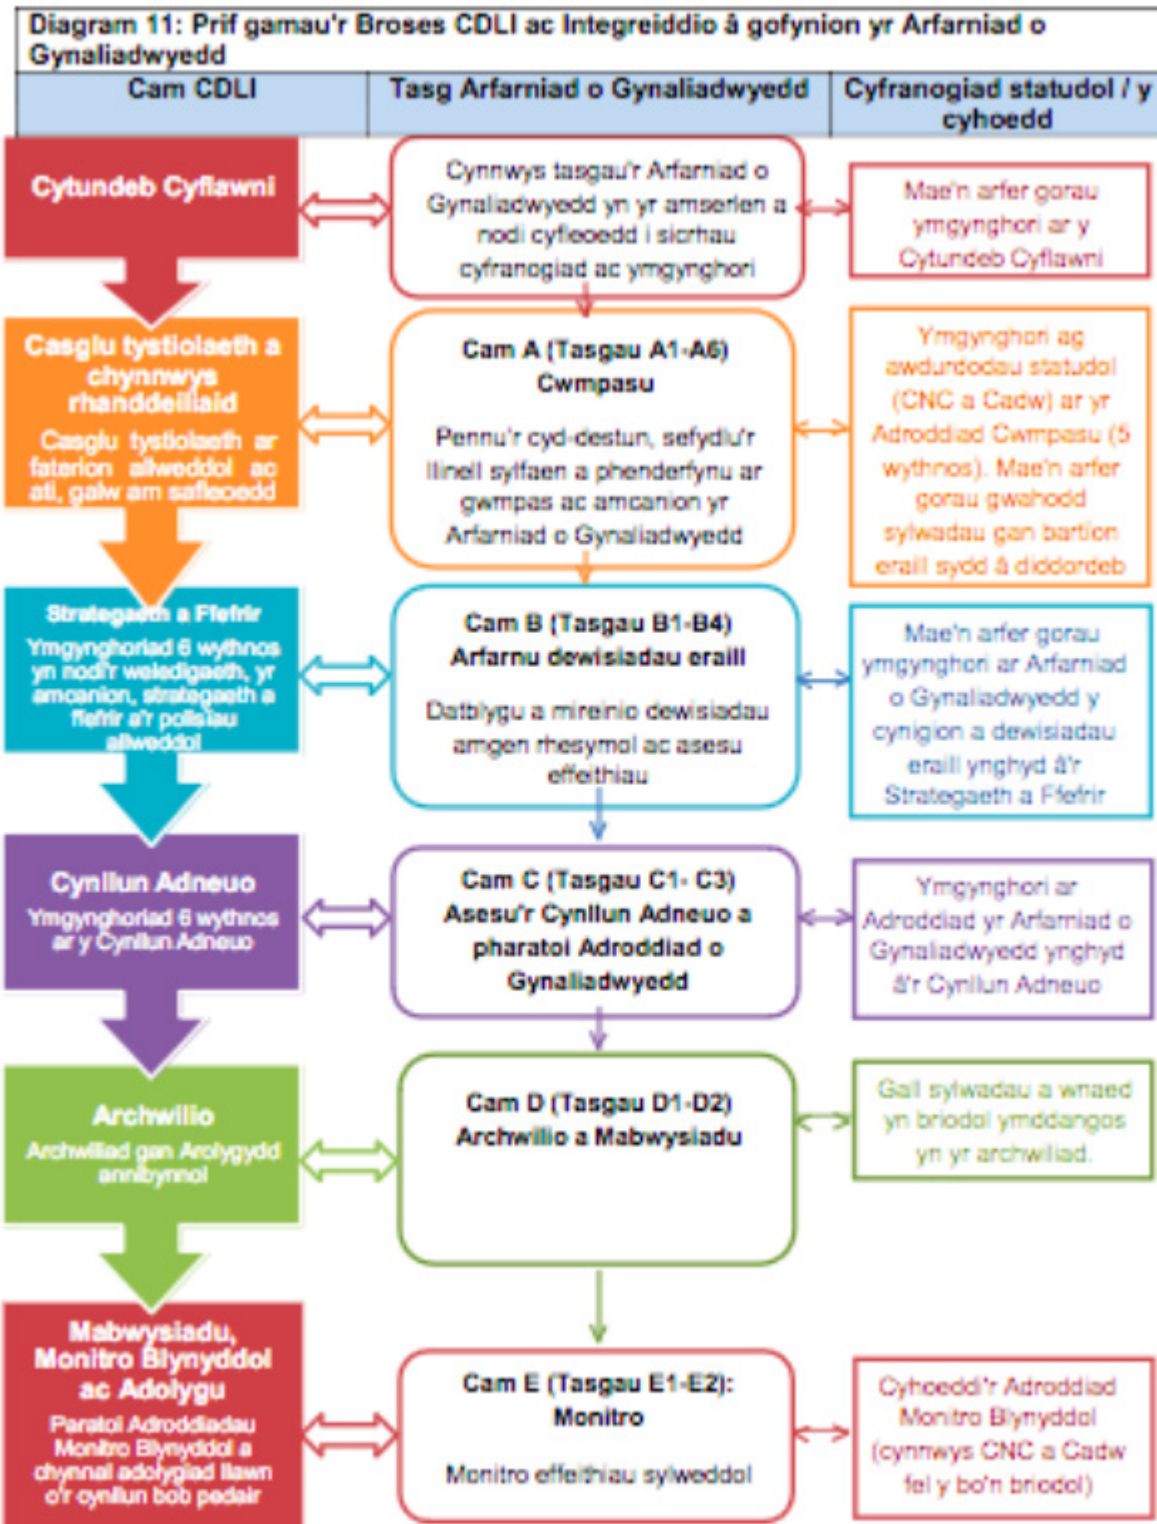 Diagram 11: Prif gamau'r Broses CDLl ac Integreiddio â gofynion yr Arfarniad o
Gynaliadwyedd
Cam CDLl
Tasg Arfarniad o Gynaliadwyedd
Cyfranogiad statudol / y
cyhoedd
Cytundeb Cyflawni
Cynnwys tasgau'r Arfarniad o
Gynaliadwyedd yn yr amserlen a
nodi cyfleoedd i sicrhau
cyfranogiad ac ymgynghori
Mae'n arfer gorau
ymgynghori ar y
Cytundeb Cyflawni
Casglu tystiolaeth a
chynnwys
rhanddeiliaid
Casglu tystiolaeth ar
faterion allweddol ac
ati, galw am safleoedd
Cam A (Tasgau A1-A6)
Cwmpasu
Pennu'r cyd-destun, sefydlu'r
llinell sylfaen a phenderfynu ar
gwmpas ac amcanion yr
Arfarniad o Gynaliadwyedd
Ymgynghori ag
awdurdodau statudol
(CNC a Cadw) ar yr
Adroddiad Cwmpasu (5
wythnos). Mae'n arfer
gorau gwahodd
sylwadau gan bartïon
eraill sydd â diddordeb
Strategaeth a Ffefrir
Ymgynghoriad 6 wythnos
yn nodi'r weledigaeth, yr
amcanion, strategaeth a
ffefrir a'r polisïau
allweddol
Cam B (Tasgau B1-B4)
Arfarnu dewisiadau eraill
Datblygu a mireinio dewisiadau
amgen rhesymol ac asesu
effeithiau
Mae'n arfer gorau
ymgynghori ar Arfarniad
o Gynaliadwyedd y
cynigion a dewisiadau
eraill ynghyd â'r
Strategaeth a Ffefrir
Cynllun Adneuo
Ymgynghoriad 6 wythnos
ar y Cynllun Adneuo
Cam C (Tasgau C1- C3)
Asesu'r Cynllun Adneuo a
pharatoi Adroddiad o
Gynaliadwyedd
Ymgynghori ar
Adroddiad yr Arfarniad o
Gynaliadwyedd ynghyd
â'r Cynllun Adneuo
Archwilio
Archwiliad gan Arolygydd
annibynnol
Cam D (Tasgau D1-D2)
Archwilio a Mabwysiadu
Gall sylwadau a wnaed
yn briodol ymddangos
yn yr archwiliad.
Mabwysiadu,
Monitro Blynyddol
ac Adolygu
Paratoi Adroddiadau
Monitro Blynyddol a
chynnal adolygiad llawn
o'r cynllun bob pedair
Cam E (Tasgau E1-E2):
Monitro
Monitro effeithiau sylweddol
Cyhoeddi'r Adroddiad
Monitro Blynyddol
(cynnwys CNC a Cadw
fel y bo'n briodol)